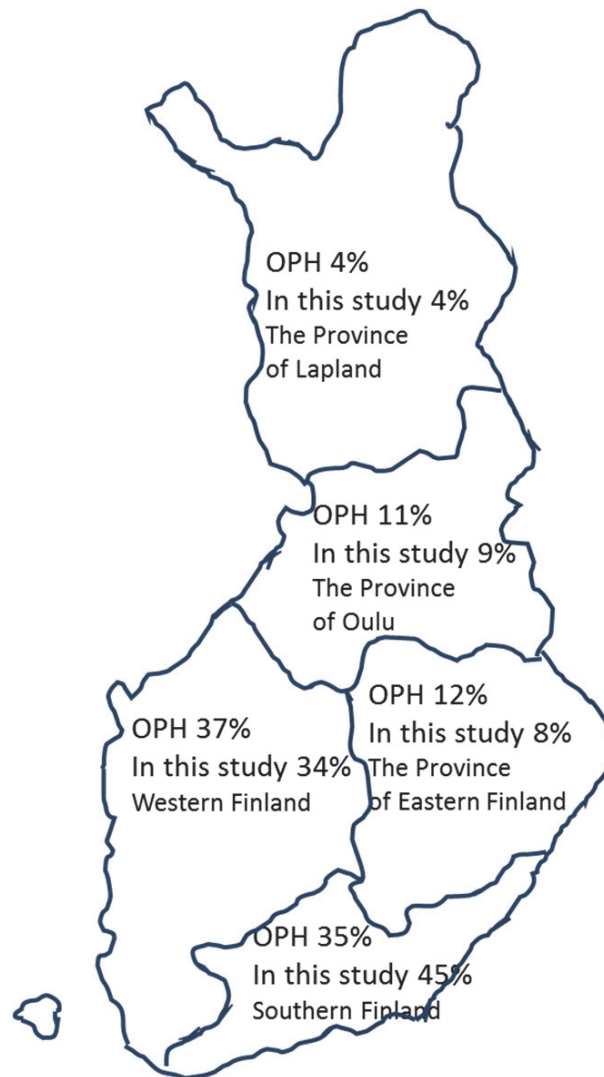 OPH 4%
In this study 4%
The Province
of Lapland
OPH 11%
In this study 9%
The Province
of Oulu
OPH 12%
In this study 8%
The Province
of Eastern Finland
OPH 37%
In this study 34%
Western Finland
OPH 35%
In this study 45%
Southern Finland